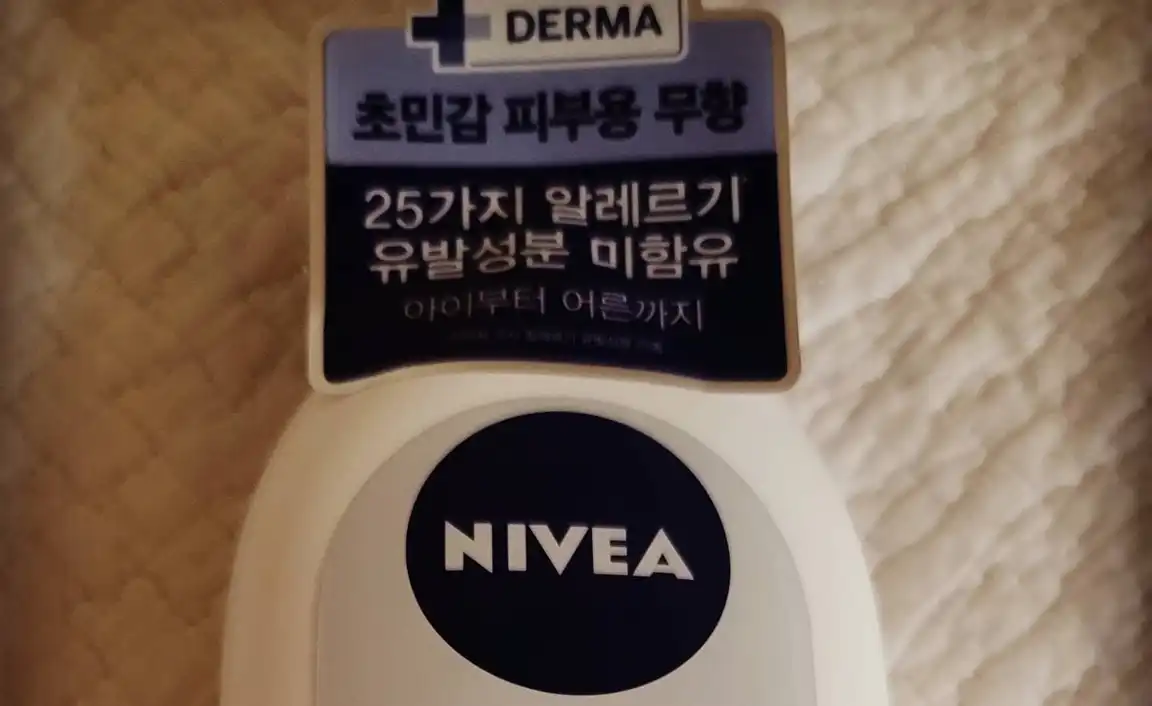 DERMA
초민감 피부용 무향
25가지 알레르기
유발성분 미함유
아이부터 어른까지
NIVEA